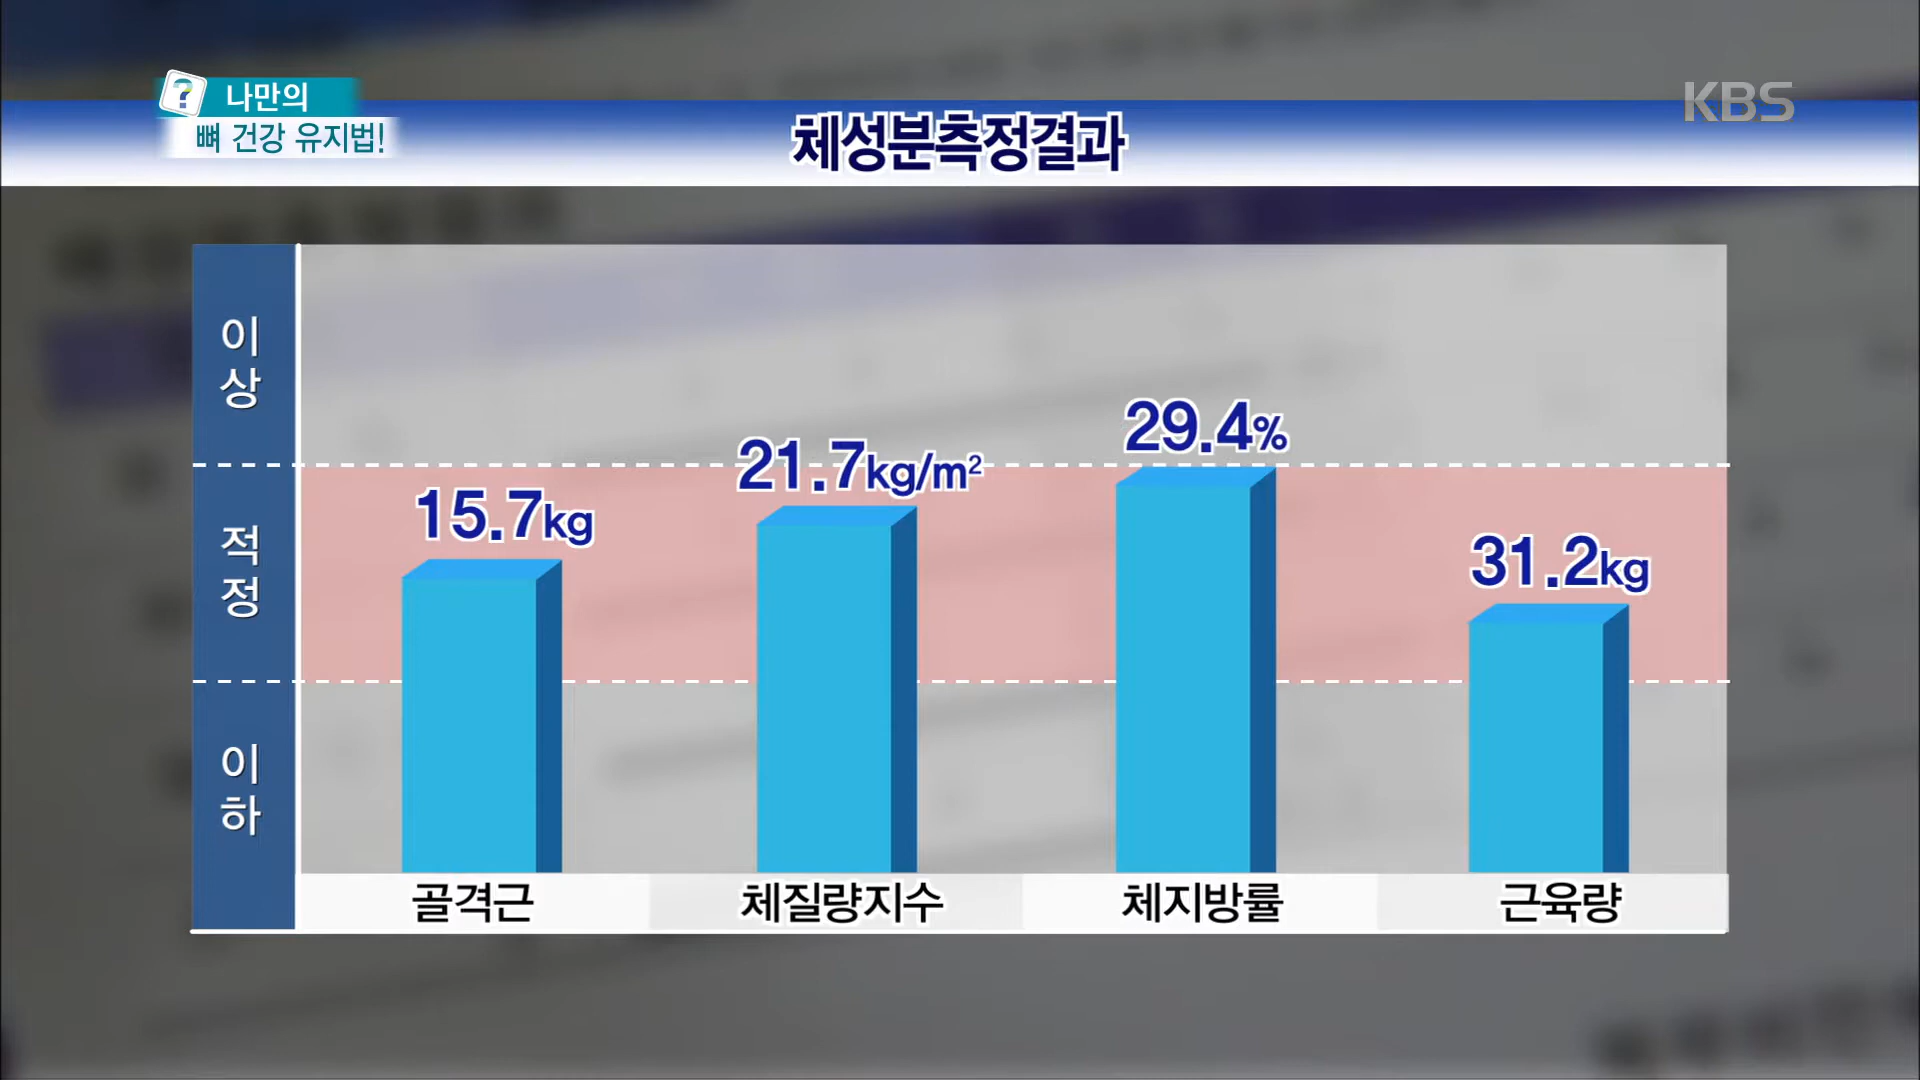 ? 나만의
뼈 건강 유지법!
KBS
체성분측정결과
이상
적정
이하
15.7kg
21.7kg/m²
29.4%
31.2kg
골격근
체질량지수
체지방률
근육량